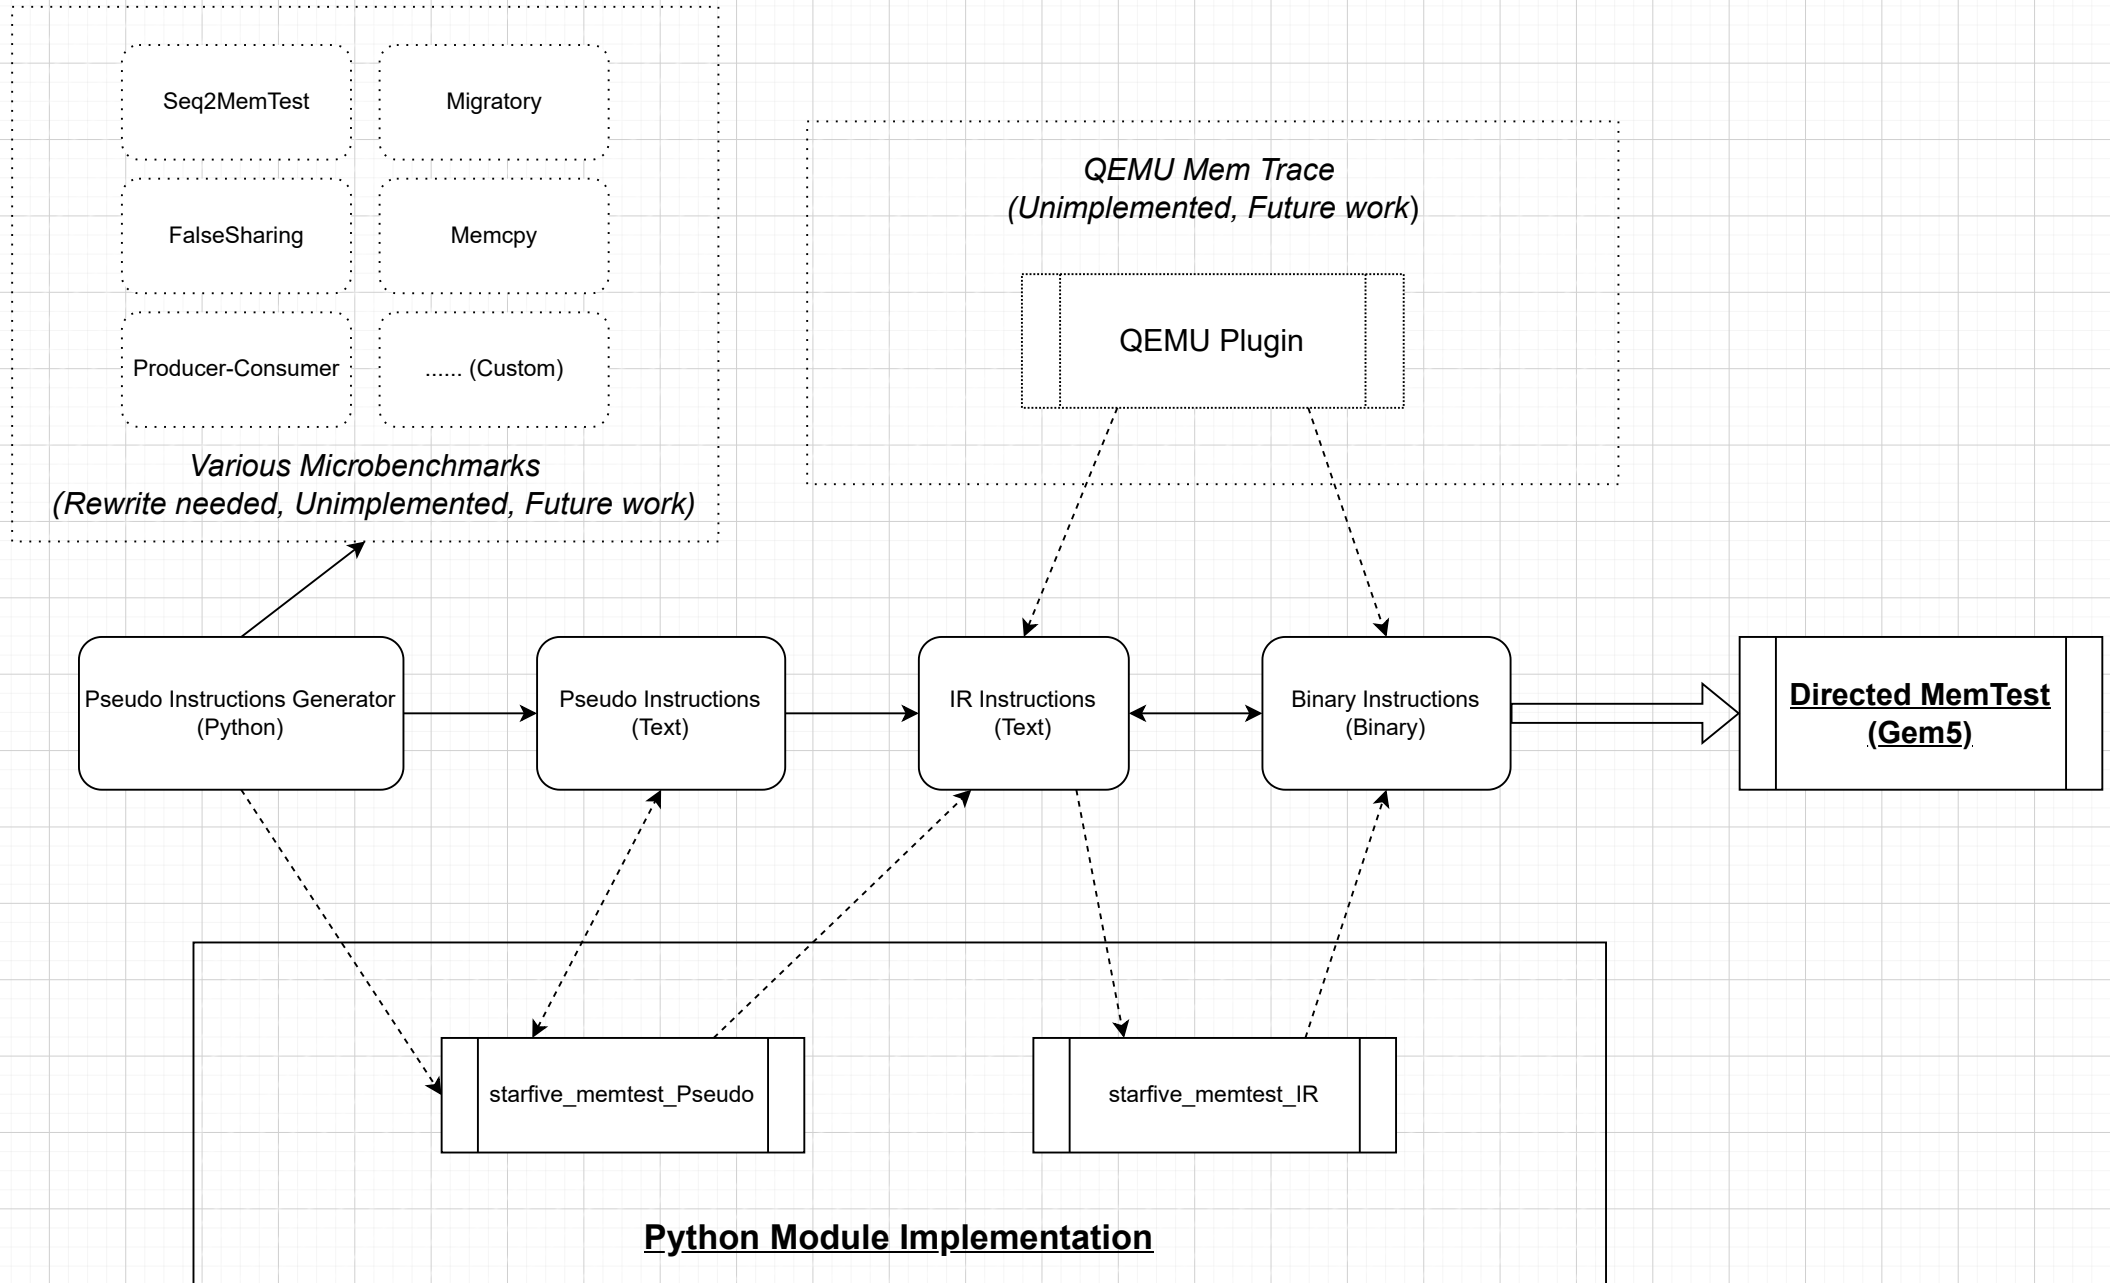 Seq2MemTest
Migratory
FalseSharing
Memcpy
Producer-Consumer
...... (Custom)
Various Microbenchmarks
(Rewrite needed, Unimplemented, Future work)
QEMU Mem Trace
(Unimplemented, Future work)
QEMU Plugin
Pseudo Instructions Generator
(Python)
Pseudo Instructions
(Text)
IR Instructions
(Text)
Binary Instructions
(Binary)
Directed MemTest
(Gem5)
starfive_memtest_Pseudo
starfive_memtest_IR
Python Module Implementation